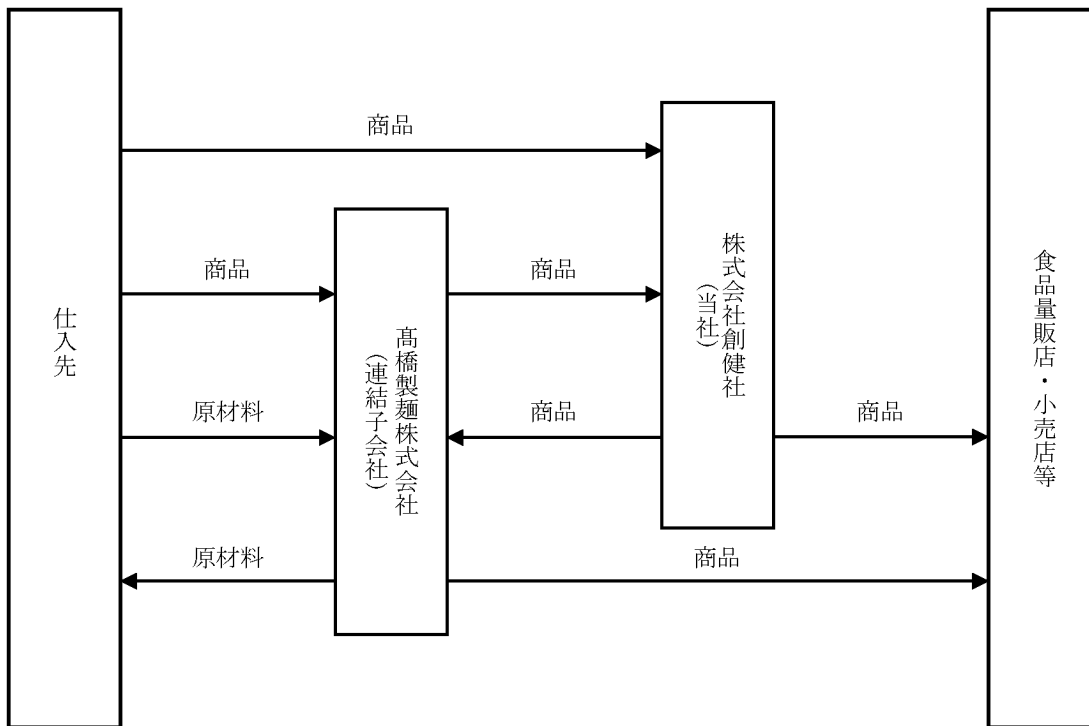 仕入先
商品
商品
原材料
原材料
髙橋製麺株式会社
(連結子会社)
商品
商品
商品
株式会社創健社
(当社)
商品
食品量販店・小売店等